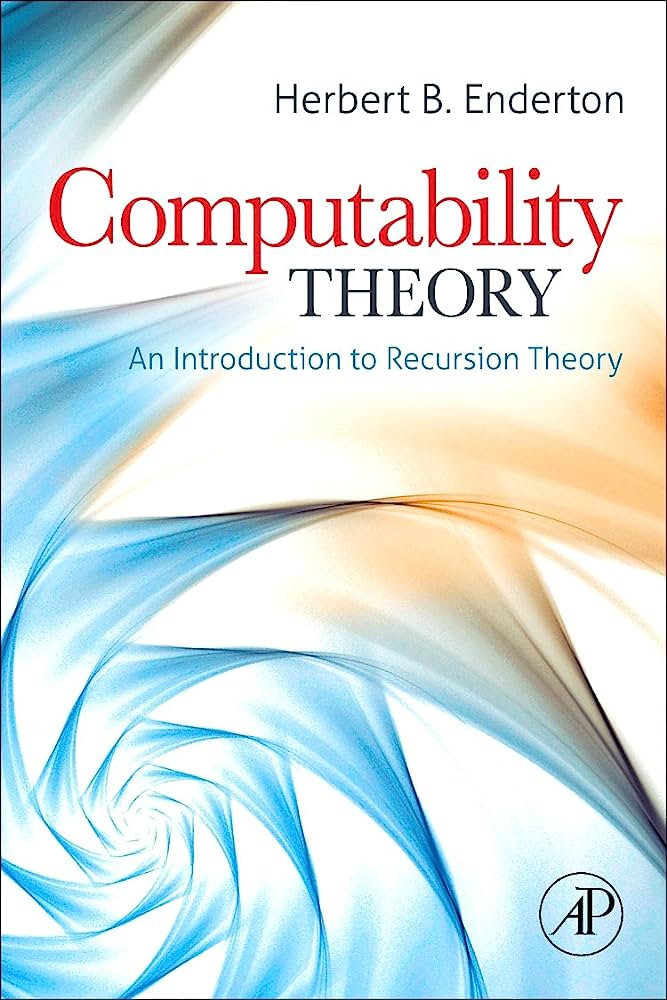 Herbert B. Enderton
Computability
THEORY
An Introduction to Recursion Theory
AP